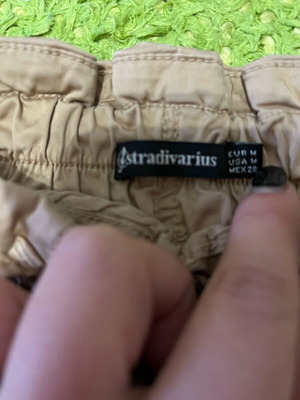 stradivarius
EUR M
USA M
MEX 28